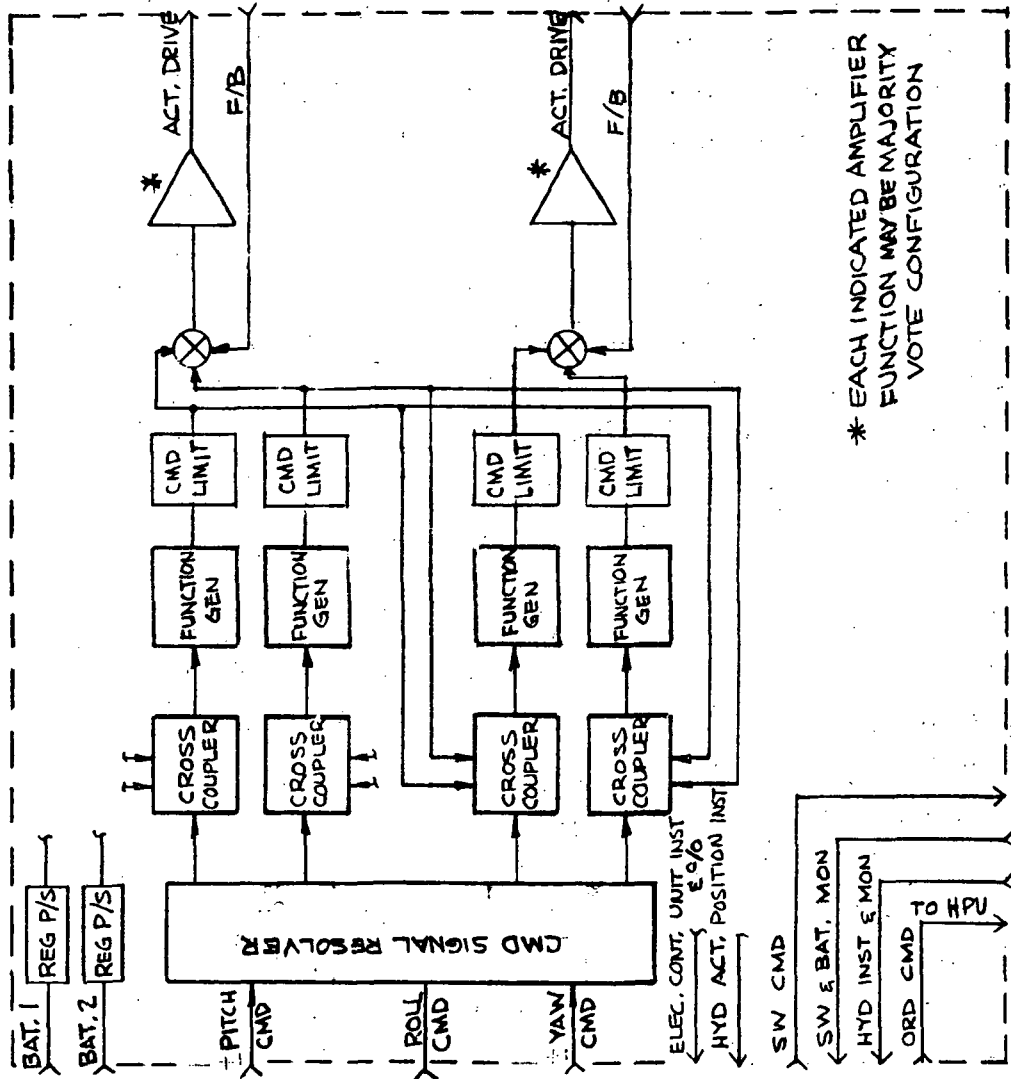 BAT. 1
REG P/S
BAT. 2
REG P/S
± PITCH
CMD
ROLL
CMD
± YAW
CMD
CMD SIGNAL RESOLVER
CROSS
COUPLER
FUNCTION
GEN
CMD
LIMIT
*
ACT. DRIVE
F/B
CROSS
COUPLER
FUNCTION
GEN
CMD
LIMIT
CROSS
COUPLER
FUNCTION
GEN
CMD
LIMIT
*
ACT. DRIVE
F/B
CROSS
COUPLER
FUNCTION
GEN
CMD
LIMIT
ELEC. CONT. UNIT INST
& %
HYD ACT. POSITION INST
SW CMD
SW & BAT. MON
HYD INST & MON
ORD CMD
TO HPU
* EACH INDICATED AMPLIFIER
FUNCTION MAY BE MAJORITY
VOTE CONFIGURATION